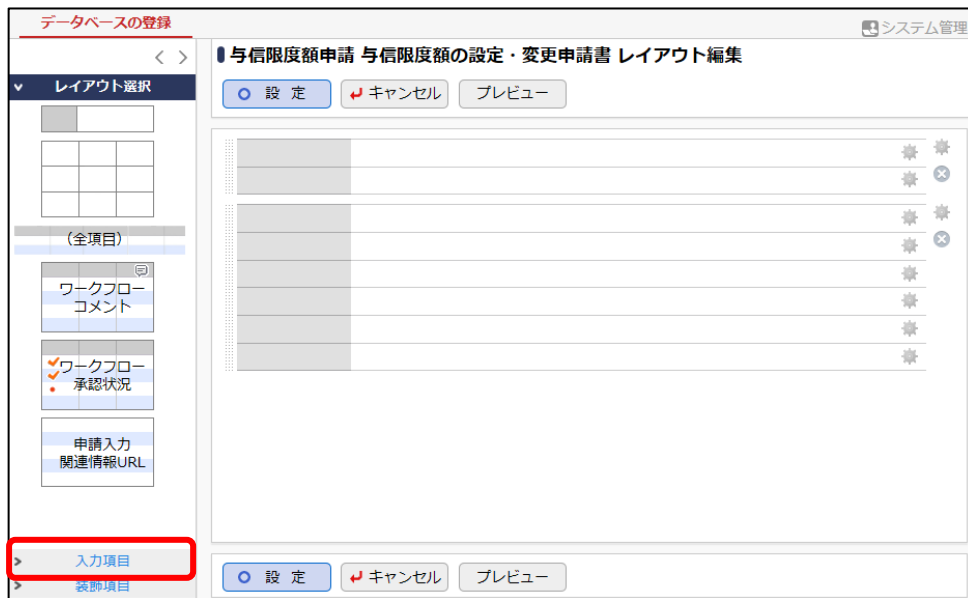 データベースの登録
システム管理
与信限度額申請 与信限度額の設定・変更申請書 レイアウト編集
レイアウト選択
設 定
キャンセル
プレビュー
(全項目)
ワークフロー
コメント
ワークフロー
承認状況
申請入力
関連情報URL
入力項目
装飾項目
設 定
キャンセル
プレビュー